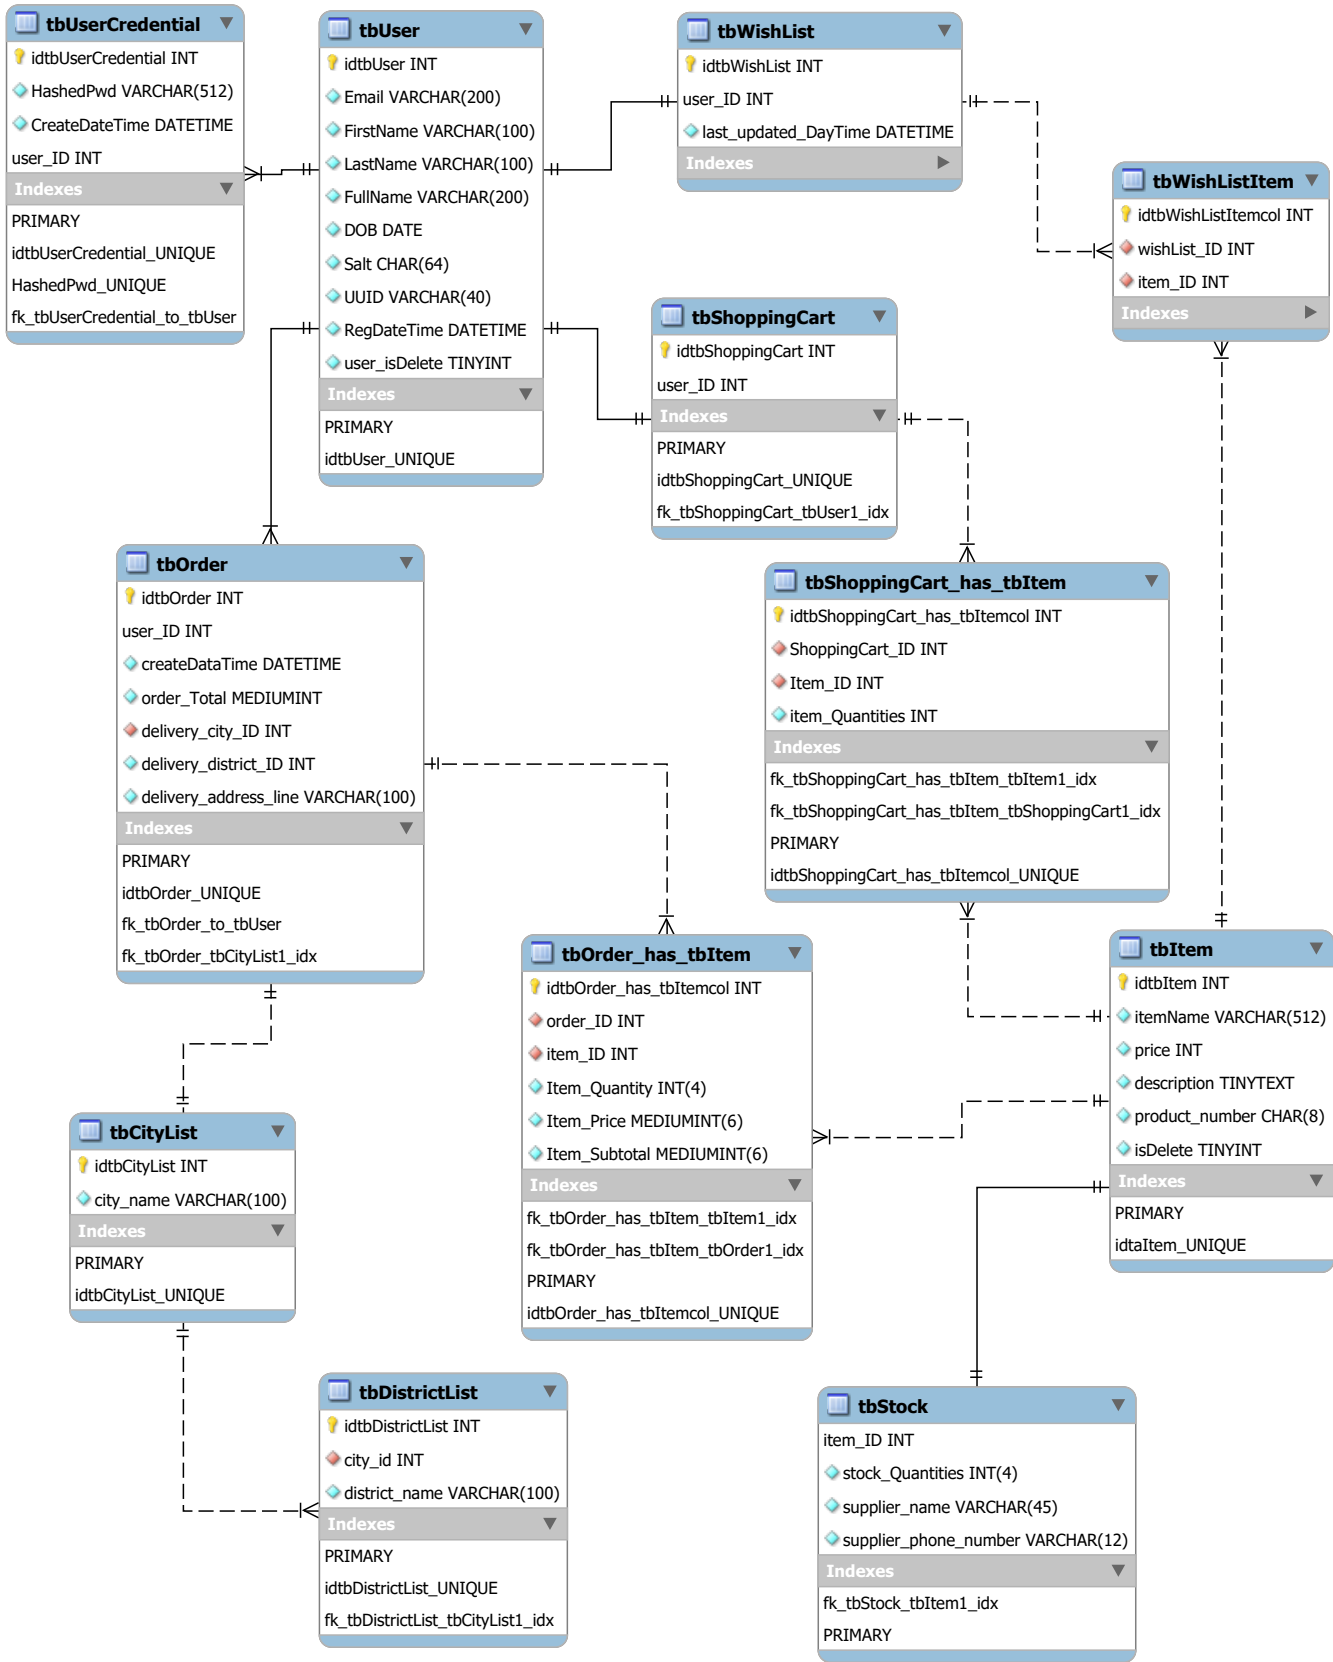 tbUserCredential
idtbUserCredential INT
HashedPwd VARCHAR(512)
CreateDateTime DATETIME
user_ID INT
Indexes
PRIMARY
idtbUserCredential_UNIQUE
HashedPwd_UNIQUE
fk_tbUserCredential_to_tbUser
tbUser
idtbUser INT
Email VARCHAR(200)
FirstName VARCHAR(100)
LastName VARCHAR(100)
FullName VARCHAR(200)
DOB DATE
Salt CHAR(64)
UUID VARCHAR(40)
RegDateTime DATETIME
user_isDelete TINYINT
Indexes
PRIMARY
idtbUser_UNIQUE
tbWishList
idtbWishList INT
user_ID INT
last_updated_DayTime DATETIME
Indexes
tbWishListItem
idtbWishListItemcol INT
wishList_ID INT
item_ID INT
Indexes
tbShoppingCart
idtbShoppingCart INT
user_ID INT
Indexes
PRIMARY
idtbShoppingCart_UNIQUE
fk_tbShoppingCart_tbUser1_idx
tbOrder
idtbOrder INT
user_ID INT
createDataTime DATETIME
order_Total MEDIUMINT
delivery_city_ID INT
delivery_district_ID INT
delivery_address_line VARCHAR(100)
Indexes
PRIMARY
idtbOrder_UNIQUE
fk_tbOrder_to_tbUser
fk_tbOrder_tbCityList1_idx
tbShoppingCart_has_tbItem
idtbShoppingCart_has_tbItemcol INT
ShoppingCart_ID INT
Item_ID INT
item_Quantities INT
Indexes
fk_tbShoppingCart_has_tbItem_tbItem1_idx
fk_tbShoppingCart_has_tbItem_tbShoppingCart1_idx
PRIMARY
idtbShoppingCart_has_tbItemcol_UNIQUE
tbOrder_has_tbItem
idtbOrder_has_tbItemcol INT
order_ID INT
item_ID INT
Item_Quantity INT(4)
Item_Price MEDIUMINT(6)
Item_Subtotal MEDIUMINT(6)
Indexes
fk_tbOrder_has_tbItem_tbItem1_idx
fk_tbOrder_has_tbItem_tbOrder1_idx
PRIMARY
idtbOrder_has_tbItemcol_UNIQUE
tbItem
idtbItem INT
itemName VARCHAR(512)
price INT
description TINYTEXT
product_number CHAR(8)
isDelete TINYINT
Indexes
PRIMARY
idtaItem_UNIQUE
tbCityList
idtbCityList INT
city_name VARCHAR(100)
Indexes
PRIMARY
idtbCityList_UNIQUE
tbDistrictList
idtbDistrictList INT
city_id INT
district_name VARCHAR(100)
Indexes
PRIMARY
idtbDistrictList_UNIQUE
fk_tbDistrictList_tbCityList1_idx
tbStock
item_ID INT
stock_Quantities INT(4)
supplier_name VARCHAR(45)
supplier_phone_number VARCHAR(12)
Indexes
fk_tbStock_tbItem1_idx
PRIMARY